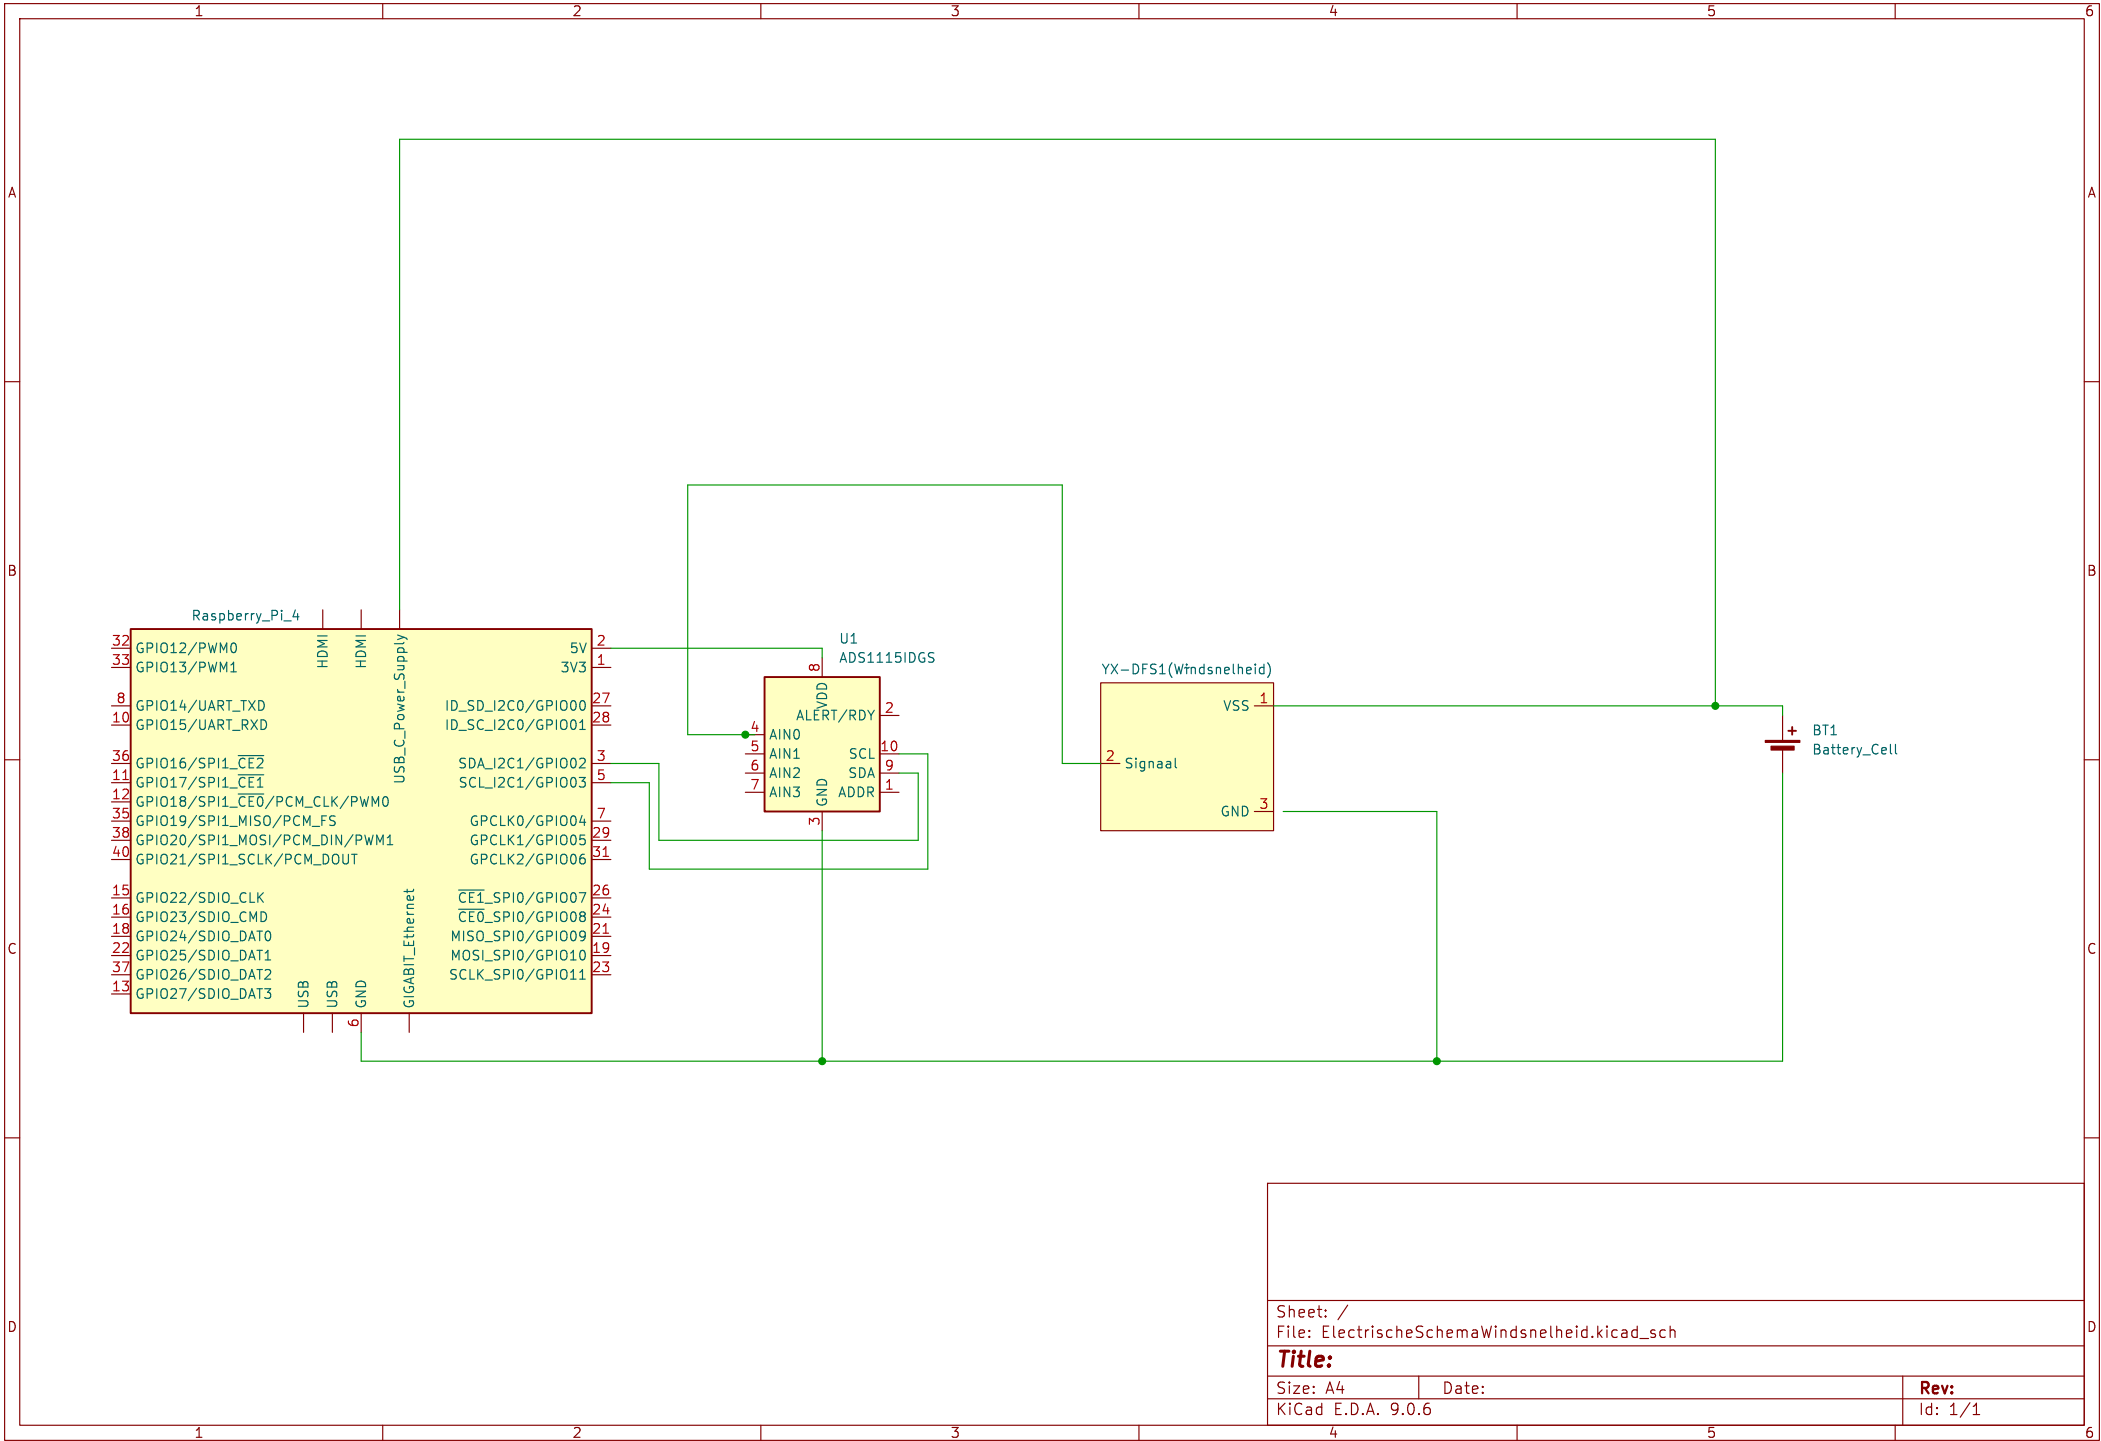 1 2 3 4 5 6
A A
B B
C C
D D
Raspberry_Pi_4
HDMI
HDMI
USB_C_Power_Supply
32 GPIO12/PWM0
33 GPIO13/PWM1
8 GPIO14/UART_TXD
10 GPIO15/UART_RXD
36 GPIO16/SPI1_CE2
11 GPIO17/SPI1_CE1
12 GPIO18/SPI1_CE0/PCM_CLK/PWM0
35 GPIO19/SPI1_MISO/PCM_FS
38 GPIO20/SPI1_MOSI/PCM_DIN/PWM1
40 GPIO21/SPI1_SCLK/PCM_DOUT
15 GPIO22/SDIO_CLK
16 GPIO23/SDIO_CMD
18 GPIO24/SDIO_DAT0
22 GPIO25/SDIO_DAT1
37 GPIO26/SDIO_DAT2
13 GPIO27/SDIO_DAT3
5V 2
3V3 1
ID_SD_I2C0/GPIO00 27
ID_SC_I2C0/GPIO01 28
SDA_I2C1/GPIO02 3
SCL_I2C1/GPIO03 5
GPCLK0/GPIO04 7
GPCLK1/GPIO05 29
GPCLK2/GPIO06 31
CE1_SPI0/GPIO07 26
CE0_SPI0/GPIO08 24
MISO_SPI0/GPIO09 21
MOSI_SPI0/GPIO10 19
SCLK_SPI0/GPIO11 23
USB
USB
GND 6
GIGABIT_Ethernet
U1
ADS1115IDGS
8 VDD
ALERT/RDY 2
4 AIN0
5 AIN1
6 AIN2
7 AIN3
SCL 10
SDA 9
ADDR 1
GND 3
YX-DFS1(Windsnelheid)
VSS 1
2 Signaal
GND 3
+
BT1
Battery_Cell
Sheet: /
File: ElectrischeSchemaWindsnelheid.kicad_sch
Title:
Size: A4 Date: Rev:
KiCad E.D.A. 9.0.6 Id: 1/1
1 2 3 4 5 6